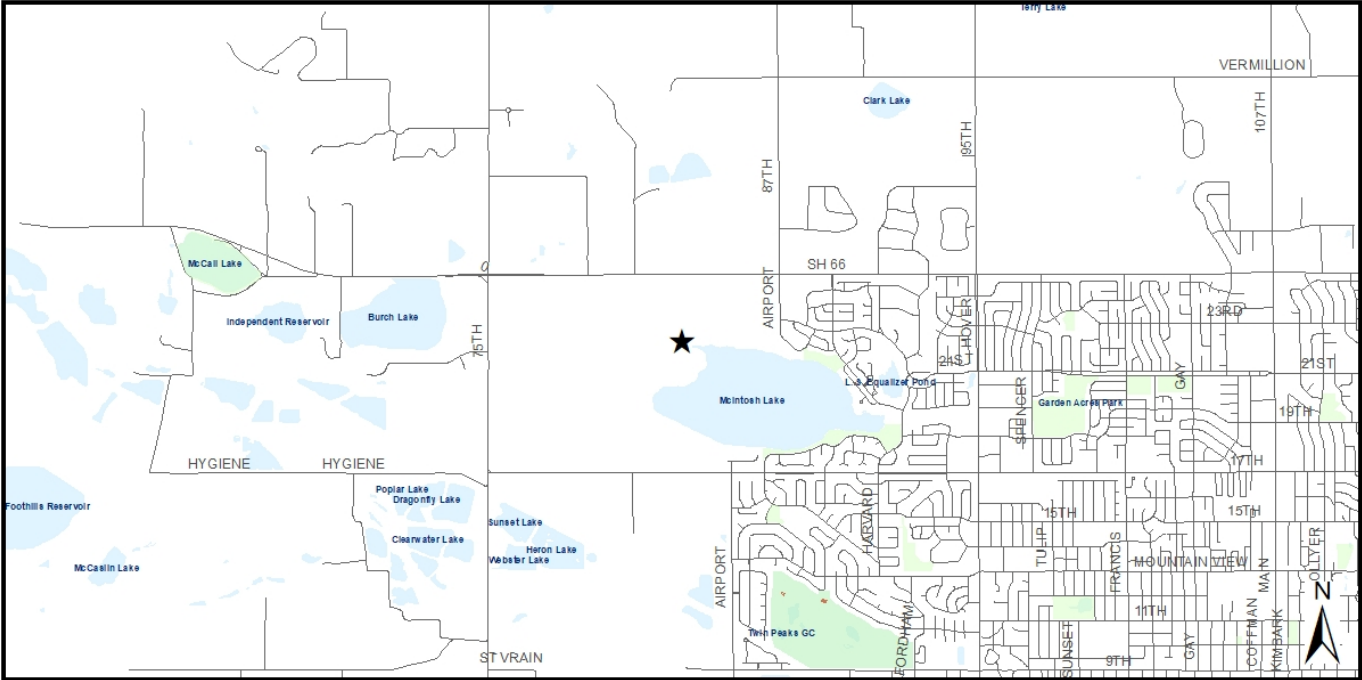 Terry Lake
VERMILLION
Clark Lake
107TH
95TH
87TH
McCall Lake
SH 66
AIRPORT
Independent Reservoir
Burch Lake
75TH
HOVER
23RD
21ST
21ST
L.S. Equalizer Pond
GAY
McIntosh Lake
SPENCER
Garden Acres Park
19TH
HYGIENE
HYGIENE
17TH
Poplar Lake
Dragonfly Lake
Foothills Reservoir
Sunset Lake
HARVARD
15TH
15TH
Clearwater Lake
Heron Lake
Webster Lake
TULIP
FRANCIS
MOUNTAIN VIEW
MAIN
McCaslin Lake
AIRPORT
11TH
N
Twin Peaks GC
FORDHAM
SUNSET
GAY
COFFMAN
KIMBARK
ST VRAIN
9TH